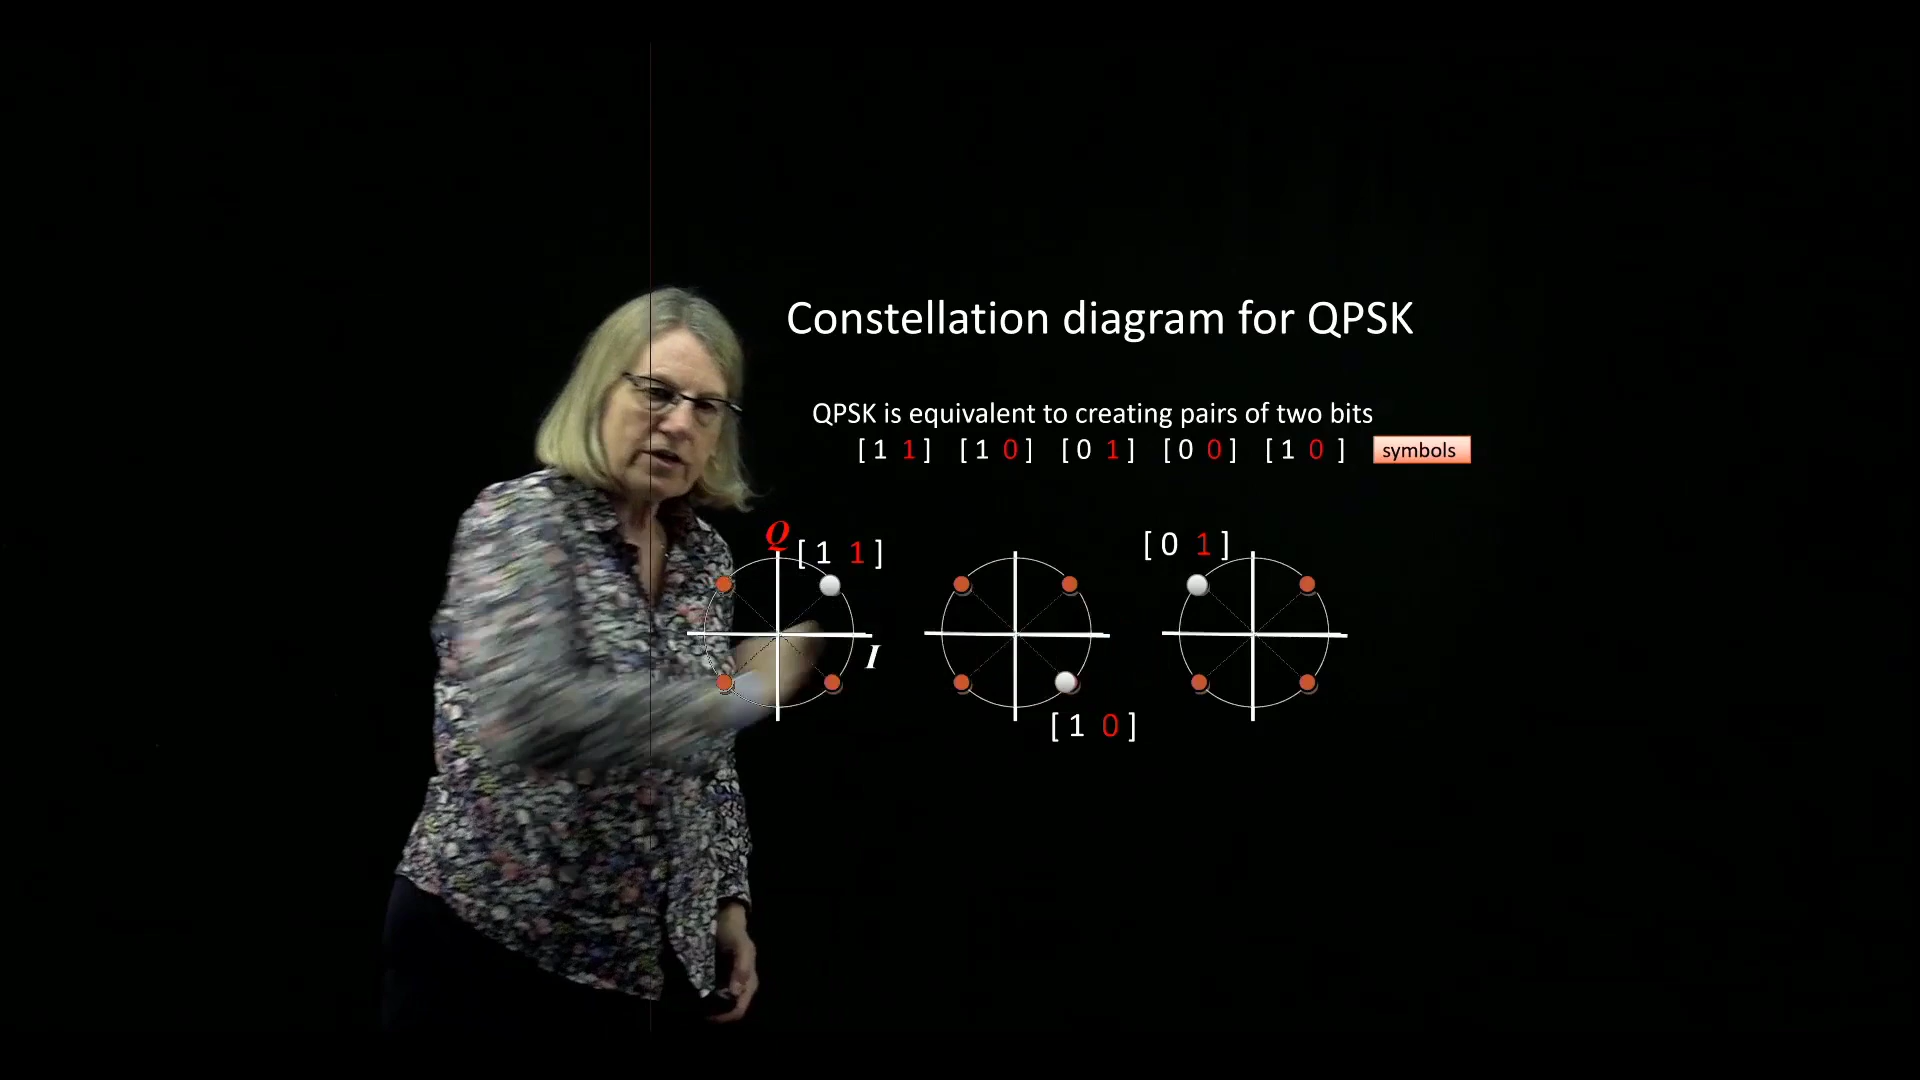 Constellation diagram for QPSK
QPSK is equivalent to creating pairs of two bits
[ 1 1 ] [ 1 0 ] [ 0 1 ] [ 0 0 ] [ 1 0 ] symbols
Q [ 1 1 ] [ 0 1 ]
I
[ 1 0 ]